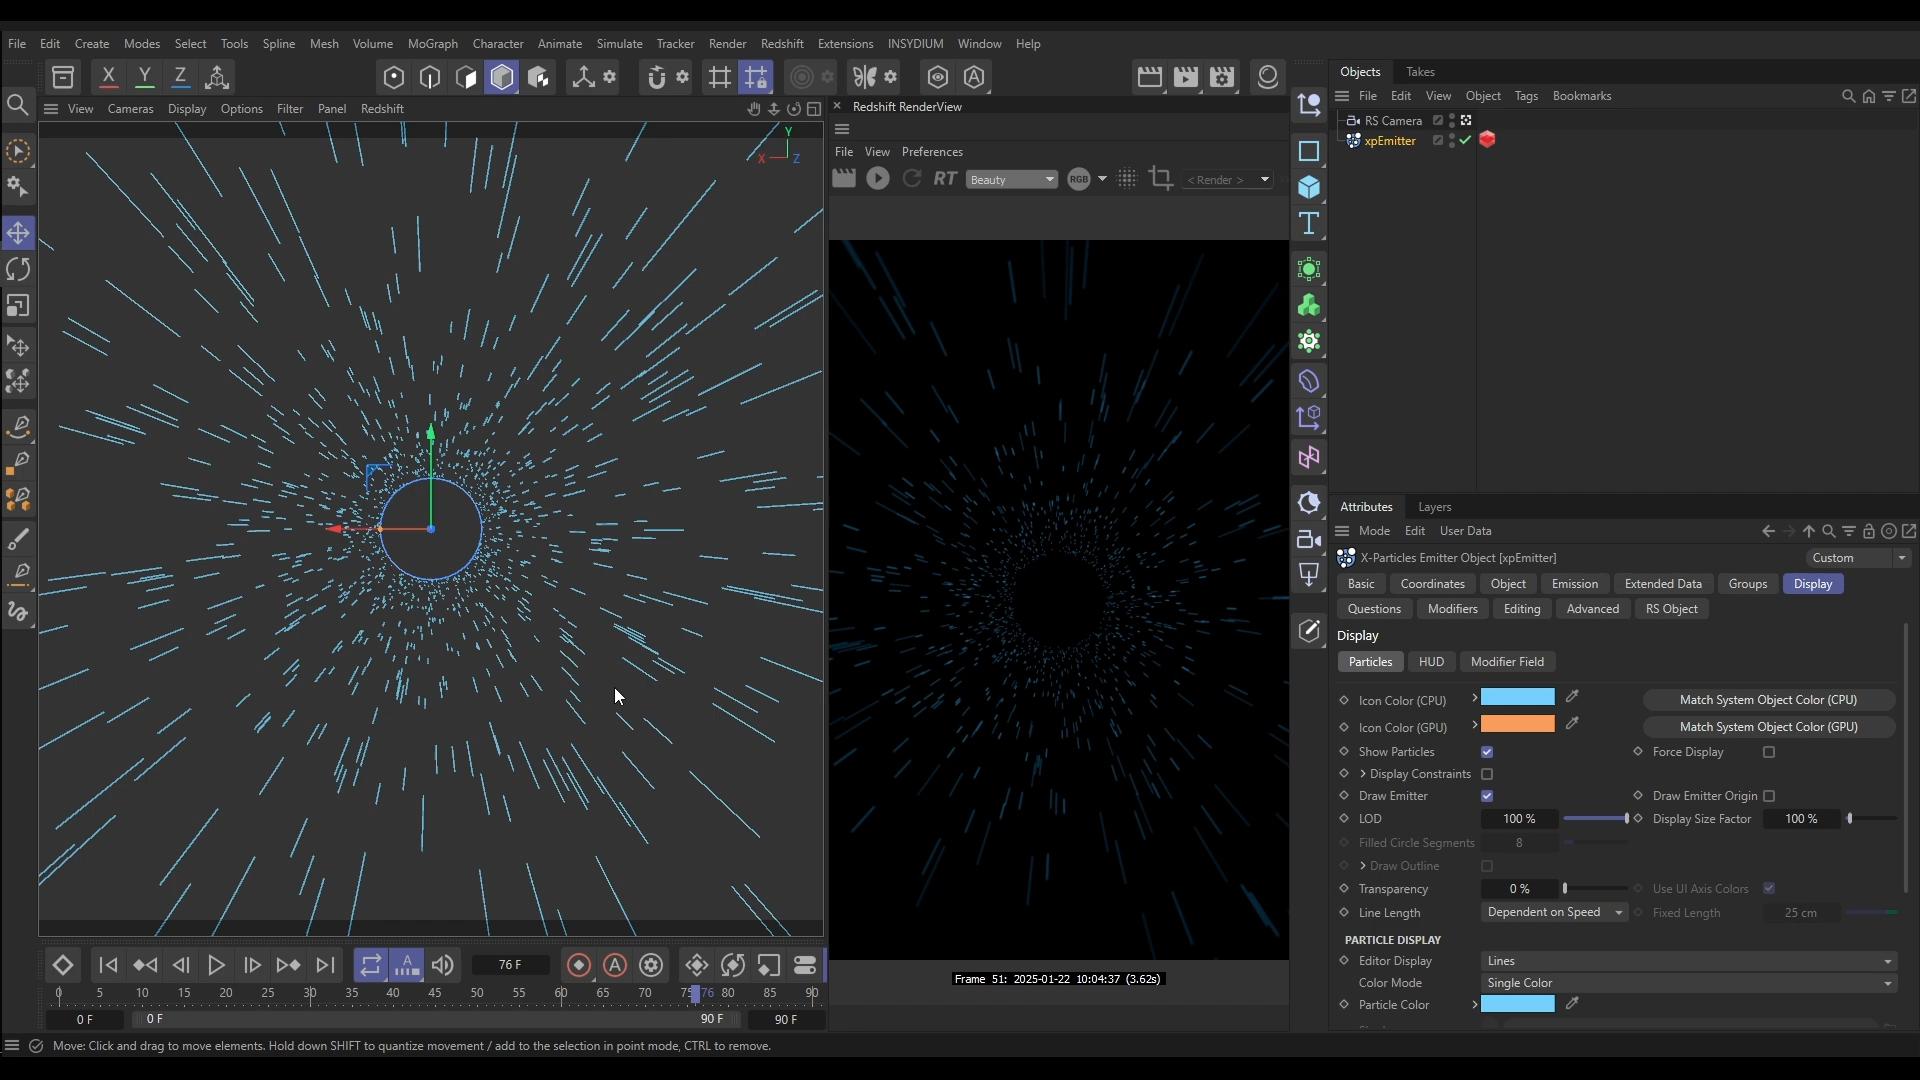 File Edit Create Modes Select Tools Spline Mesh Volume MoGraph Character Animate Simulate Tracker Render Redshift Extensions INSYDIUM Window Help
X Y Z
View Cameras Display Options Filter Panel Redshift
Y
X Z
Redshift RenderView
File View Preferences
RT Beauty RGB < Render >
Objects Takes
File Edit View Object Tags Bookmarks
RS Camera
xpEmitter
Attributes Layers
Mode Edit User Data
X-Particles Emitter Object [xpEmitter] Custom
Basic Coordinates Object Emission Extended Data Groups Display
Questions Modifiers Editing Advanced RS Object
Display
Particles HUD Modifier Field
Icon Color (CPU) Match System Object Color (CPU)
Icon Color (GPU) Match System Object Color (GPU)
Show Particles Force Display
Display Constraints
Draw Emitter Draw Emitter Origin
LOD 100 % Display Size Factor 100 %
Filled Circle Segments 8
Draw Outline
Transparency 0 % Use UI Axis Colors
Line Length Dependent on Speed Fixed Length 25 cm
PARTICLE DISPLAY
Editor Display Lines
Color Mode Single Color
Particle Color
Frame 51: 2025-01-22 10:04:37 (3.62s)
76 F
0 5 10 15 20 25 30 35 40 45 50 55 60 65 70 75 76 80 85 90
0 F 0 F 90 F 90 F
Move: Click and drag to move elements. Hold down SHIFT to quantize movement / add to the selection in point mode, CTRL to remove.